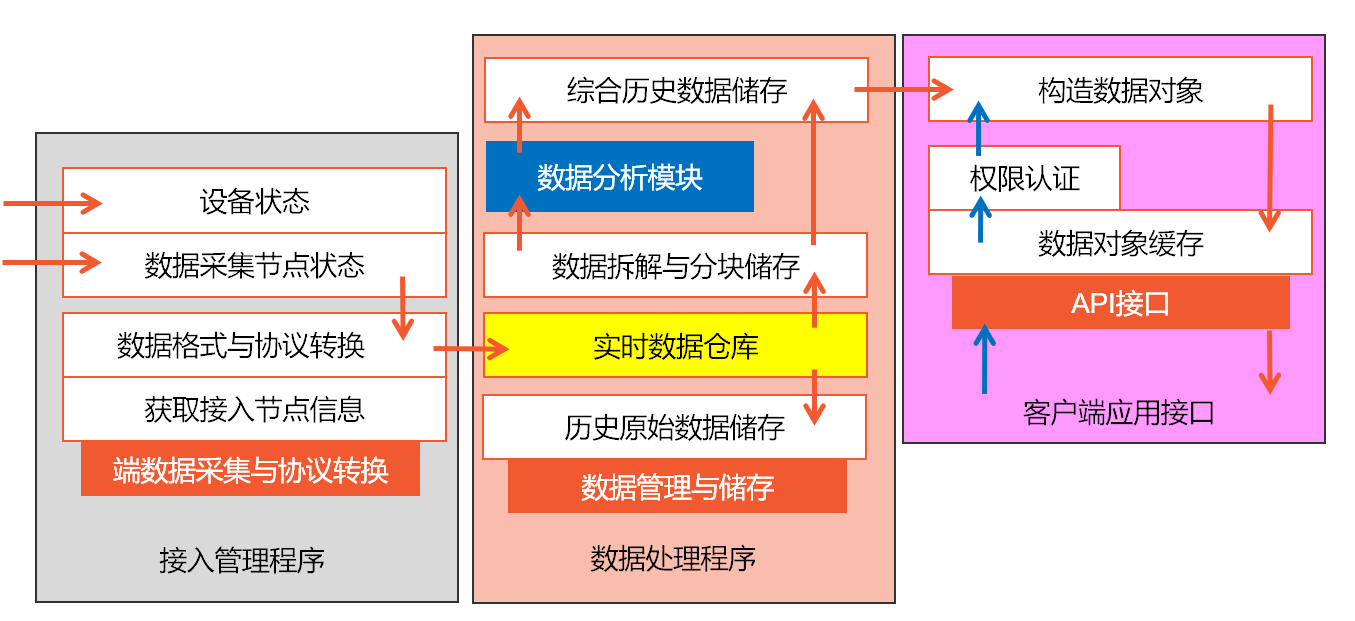 设备状态
数据采集节点状态
数据格式与协议转换
获取接入节点信息
端数据采集与协议转换
接入管理程序
综合历史数据储存
数据分析模块
数据拆解与分块储存
实时数据仓库
历史原始数据储存
数据管理与储存
数据处理程序
构造数据对象
权限认证
数据对象缓存
API接口
客户端应用接口